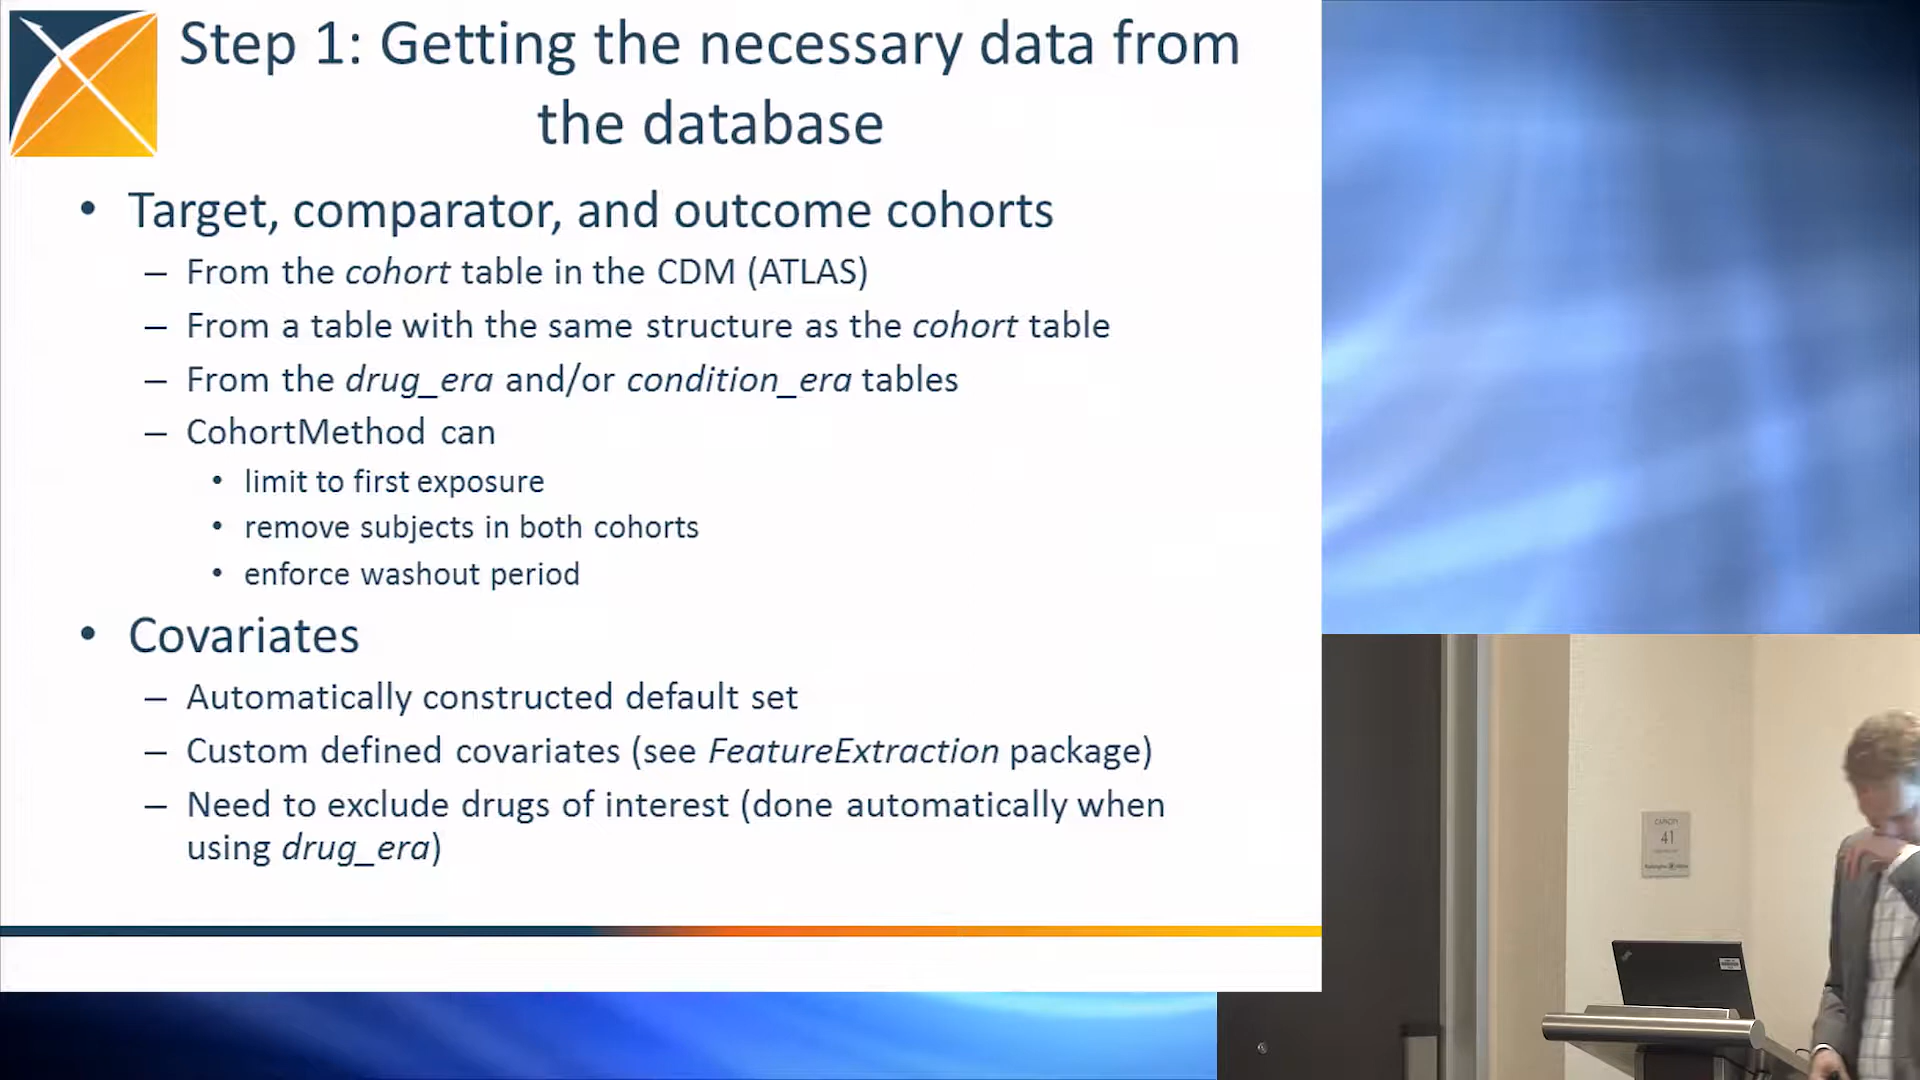 Step 1: Getting the necessary data from
the database
• Target, comparator, and outcome cohorts
– From the cohort table in the CDM (ATLAS)
– From a table with the same structure as the cohort table
– From the drug_era and/or condition_era tables
– CohortMethod can
• limit to first exposure
• remove subjects in both cohorts
• enforce washout period
• Covariates
– Automatically constructed default set
– Custom defined covariates (see FeatureExtraction package)
– Need to exclude drugs of interest (done automatically when
using drug_era)
41